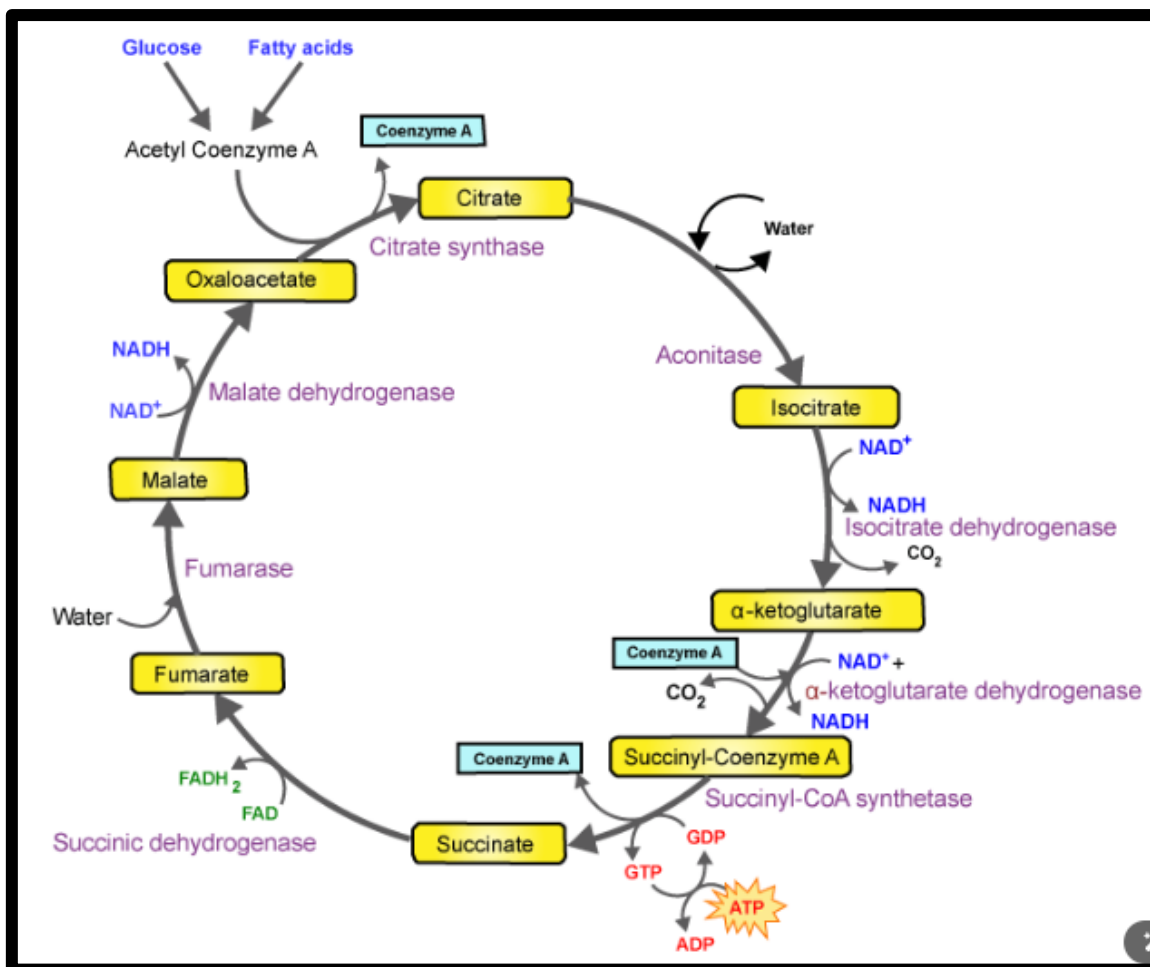 Glucose
Fatty acids
Acetyl Coenzyme A
Coenzyme A
Citrate
Citrate synthase
Water
Oxaloacetate
Aconitase
NADH
NAD⁺
Malate dehydrogenase
Isocitrate
NAD⁺
NADH
Isocitrate dehydrogenase
CO₂
Malate
Fumarase
Water
α-ketoglutarate
Coenzyme A
NAD⁺ +
CO₂
α-ketoglutarate dehydrogenase
NADH
Fumarate
Succinyl-Coenzyme A
Coenzyme A
Succinyl-CoA synthetase
FADH₂
FAD
Succinic dehydrogenase
Succinate
GDP
GTP
ATP
ADP